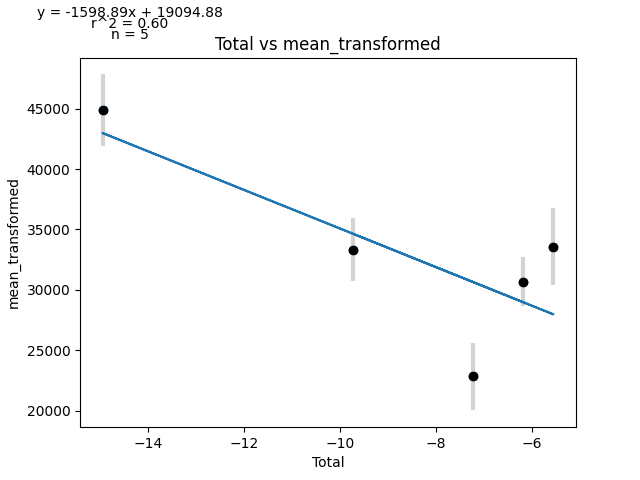 y = -1598.89x + 19094.88
r^2 = 0.60
n = 5
Total vs mean_transformed
mean_transformed
45000
40000
35000
30000
25000
20000
−14
−12
−10
−8
−6
Total